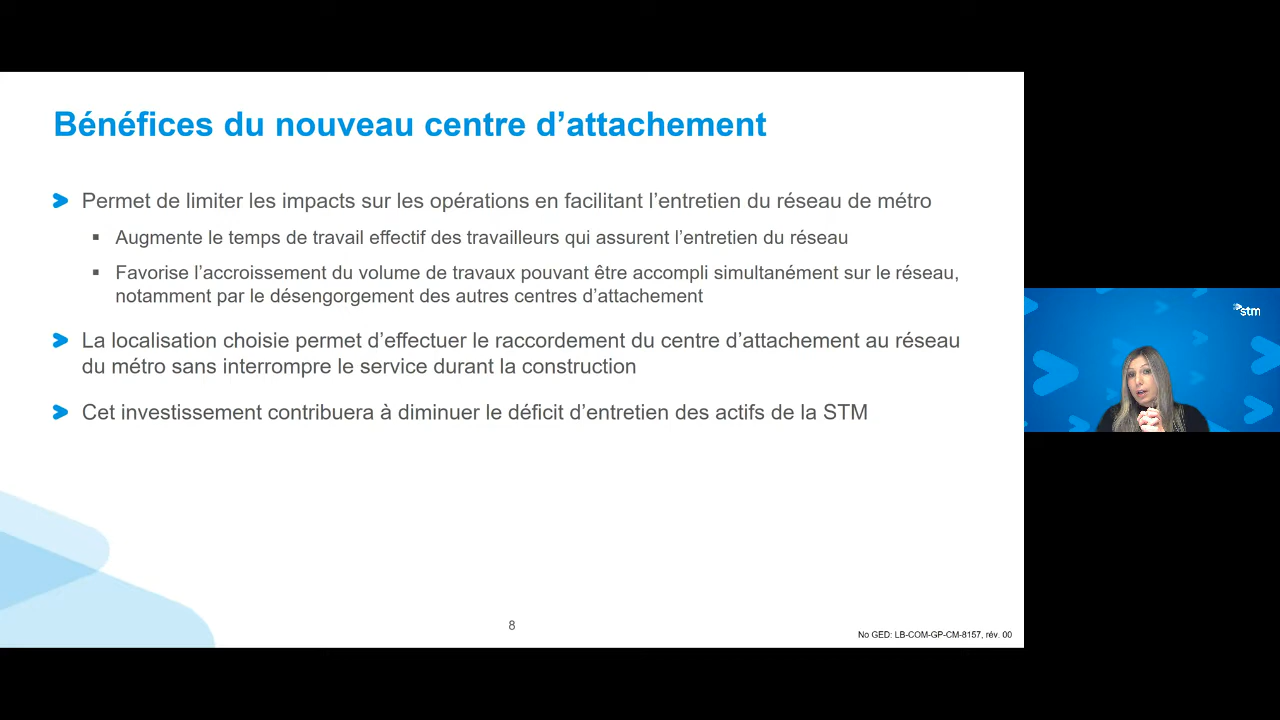 Bénéfices du nouveau centre d’attachement
Permet de limiter les impacts sur les opérations en facilitant l’entretien du réseau de métro
Augmente le temps de travail effectif des travailleurs qui assurent l’entretien du réseau
Favorise l’accroissement du volume de travaux pouvant être accompli simultanément sur le réseau,
notamment par le désengorgement des autres centres d’attachement
La localisation choisie permet d’effectuer le raccordement du centre d’attachement au réseau
du métro sans interrompre le service durant la construction
Cet investissement contribuera à diminuer le déficit d’entretien des actifs de la STM
stm
8
No GED: LB-COM-GP-CM-8157, rév. 00